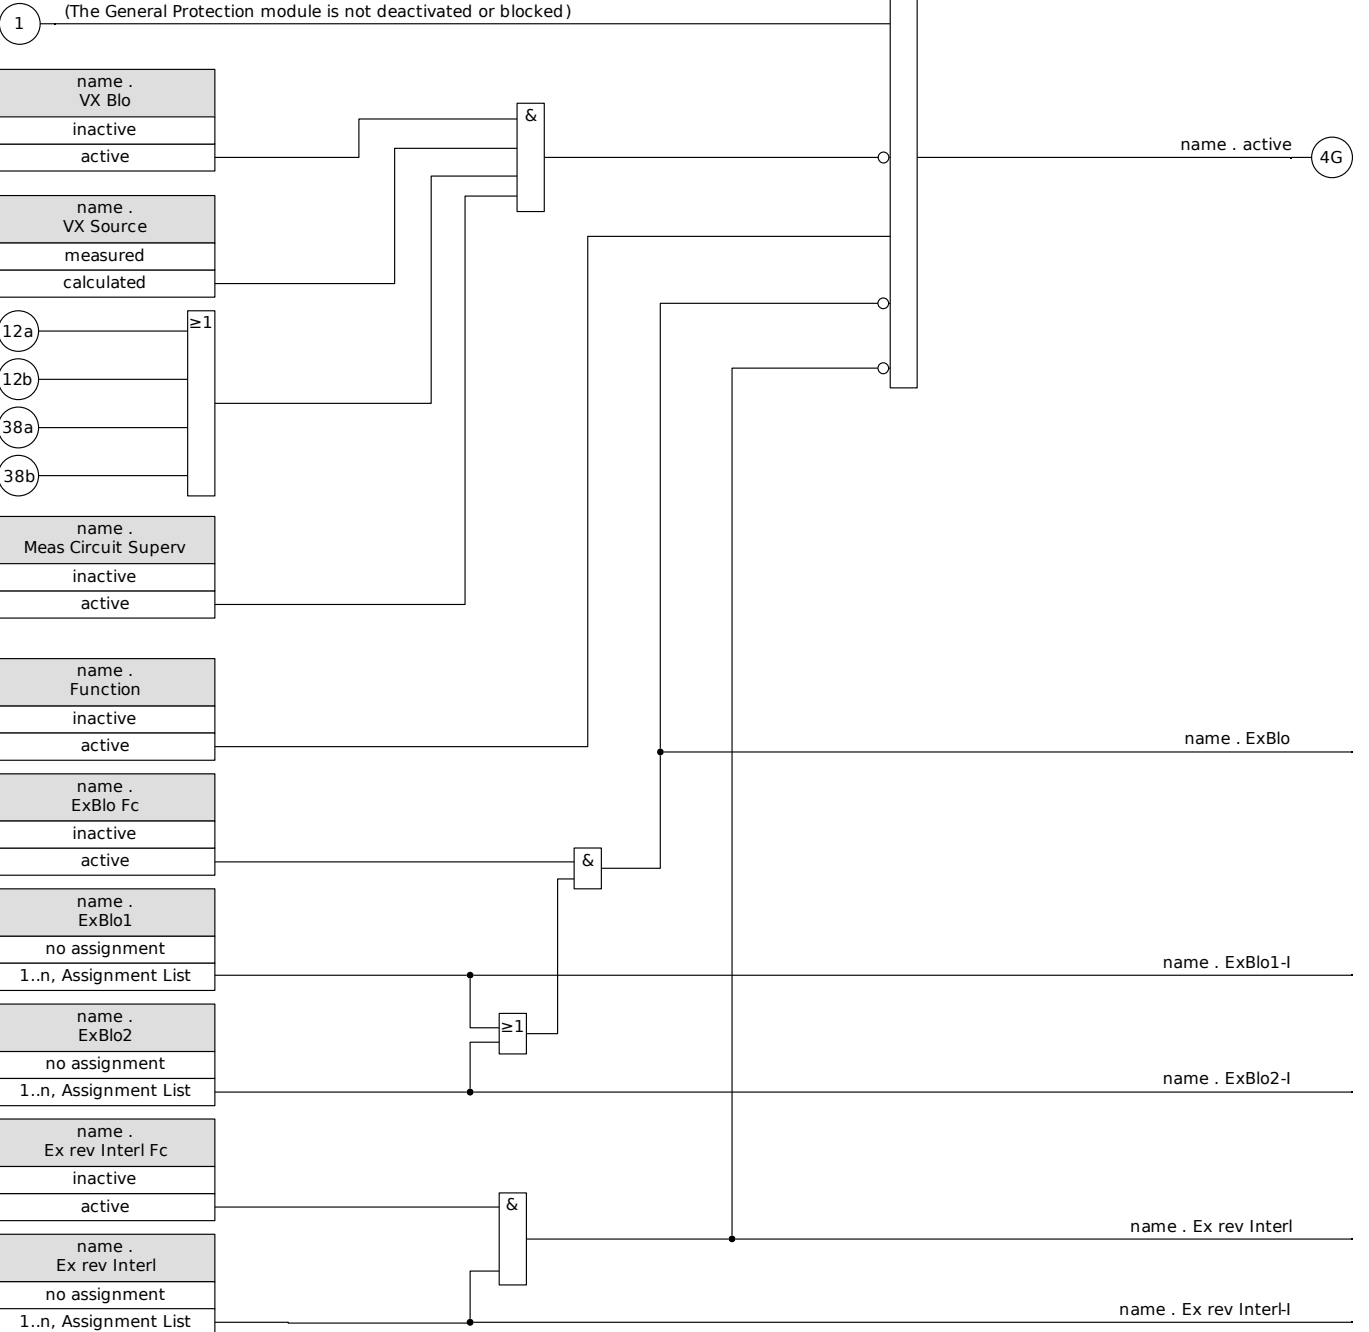 (The General Protection module is not deactivated or blocked)
1
name .
VX Blo
inactive
active
&
name . active
4G
name .
VX Source
measured
calculated
≥1
12a
12b
38a
38b
name .
Meas Circuit Superv
inactive
active
name .
Function
inactive
active
name . ExBlo
name .
ExBlo Fc
inactive
active
&
name .
ExBlo1
no assignment
1..n, Assignment List
name . ExBlo1-I
name .
ExBlo2
≥1
no assignment
1..n, Assignment List
name . ExBlo2-I
name .
Ex rev Interl Fc
inactive
active
&
name . Ex rev Interl
name .
Ex rev Interl
no assignment
1..n, Assignment List
name . Ex rev Interl-I